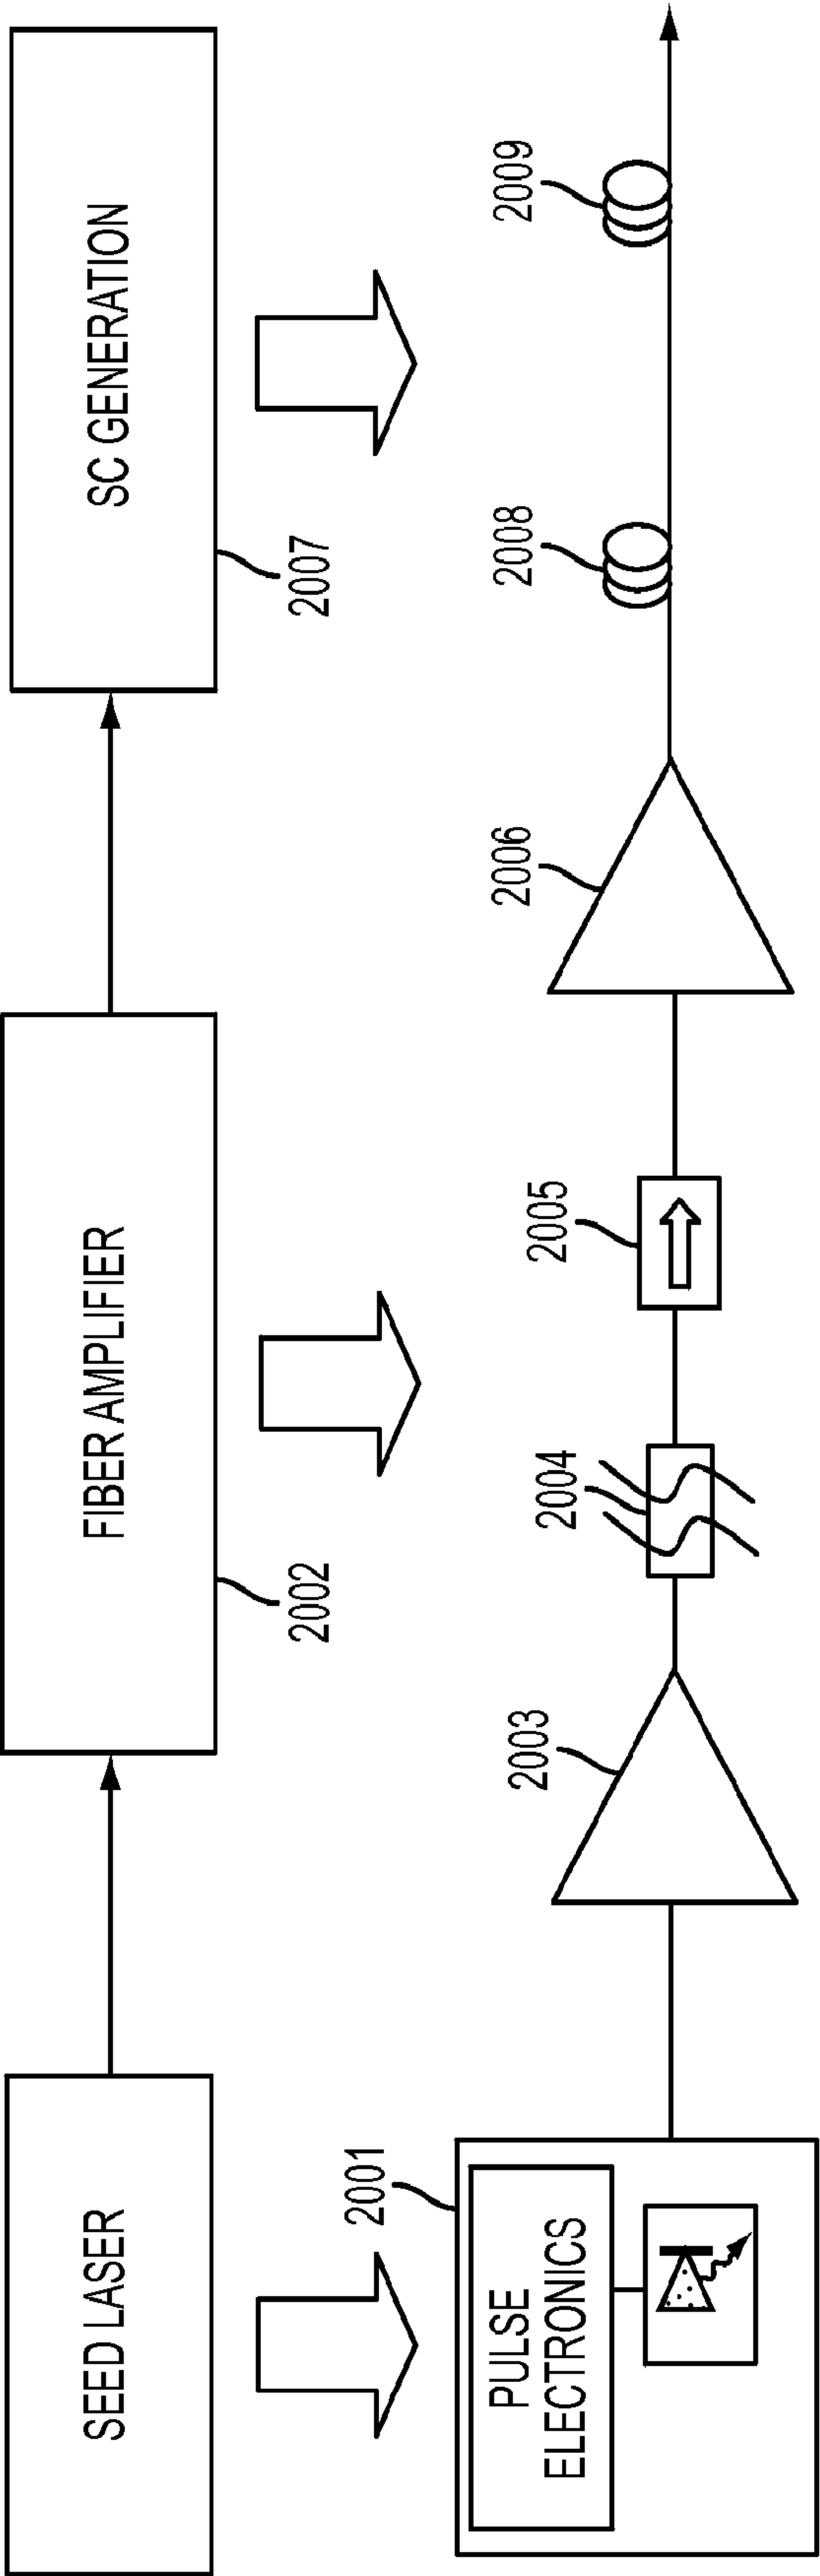 SEED LASER
FIBER AMPLIFIER
SC GENERATION
2002
2007
2001
PULSE
ELECTRONICS
2003
2004
2005
2006
2008
2009